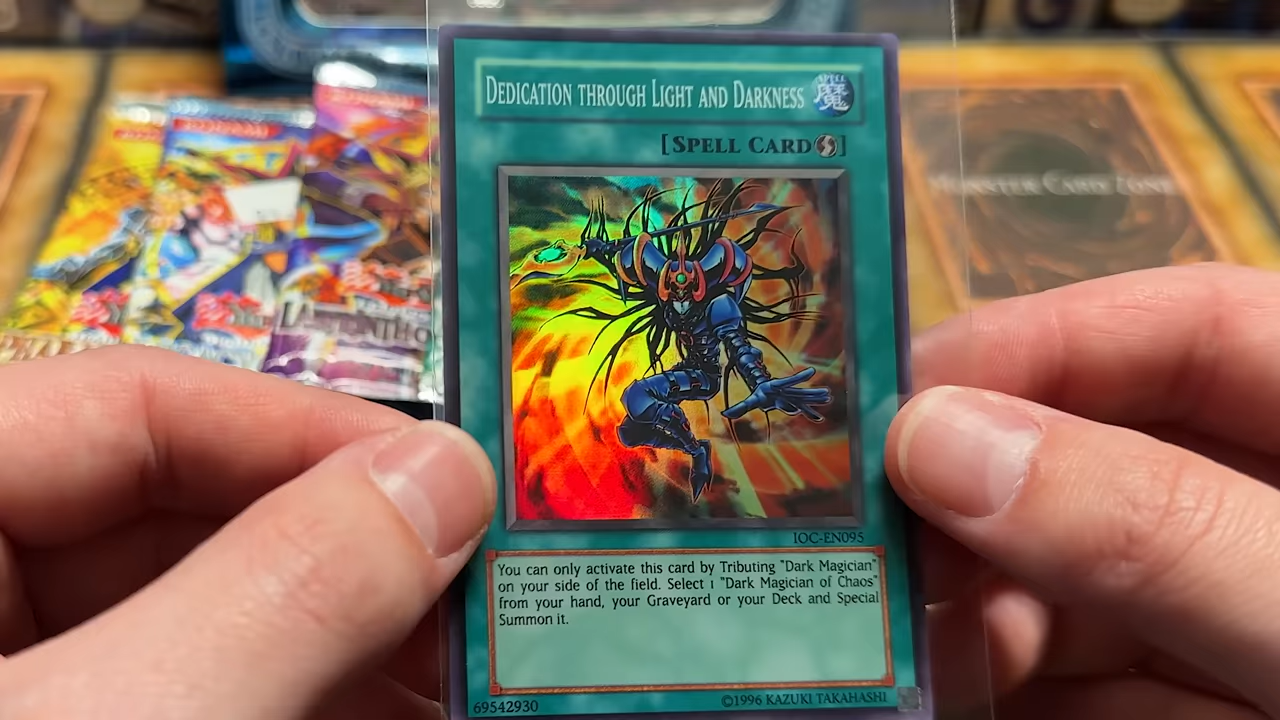 DEDICATION THROUGH LIGHT AND DARKNESS
SPELL
魔
[SPELL CARD]
MONSTER CARD ZONE
IOC-EN095
You can only activate this card by Tributing "Dark Magician"
on your side of the field. Select 1 "Dark Magician of Chaos"
from your hand, your Graveyard or your Deck and Special
Summon it.
69542930
©1996 KAZUKI TAKAHASHI